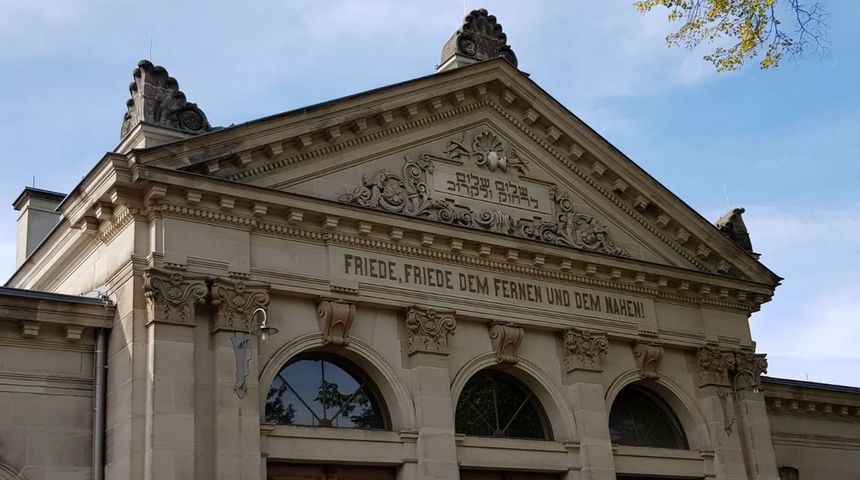 שלום שלום
לרחוק ולקרוב
FRIEDE, FRIEDE DEM FERNEN UND DEM NAHEN!